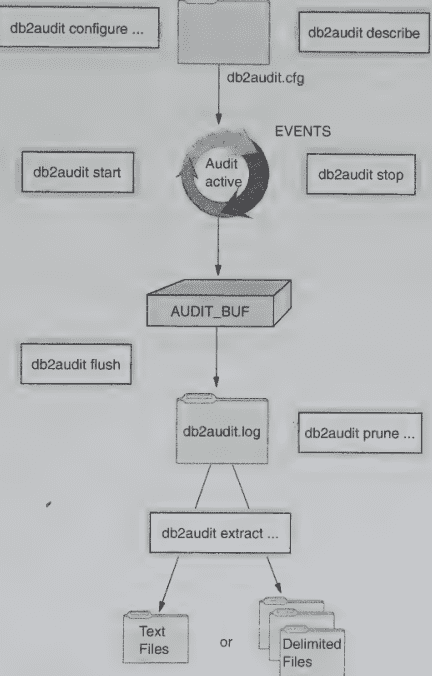 db2audit configure ...
db2audit describe
db2audit.cfg
EVENTS
db2audit start
Audit
active
db2audit stop
AUDIT_BUF
db2audit flush
db2audit.log
db2audit prune ...
db2audit extract ...
Text
Files
or
Delimited
Files